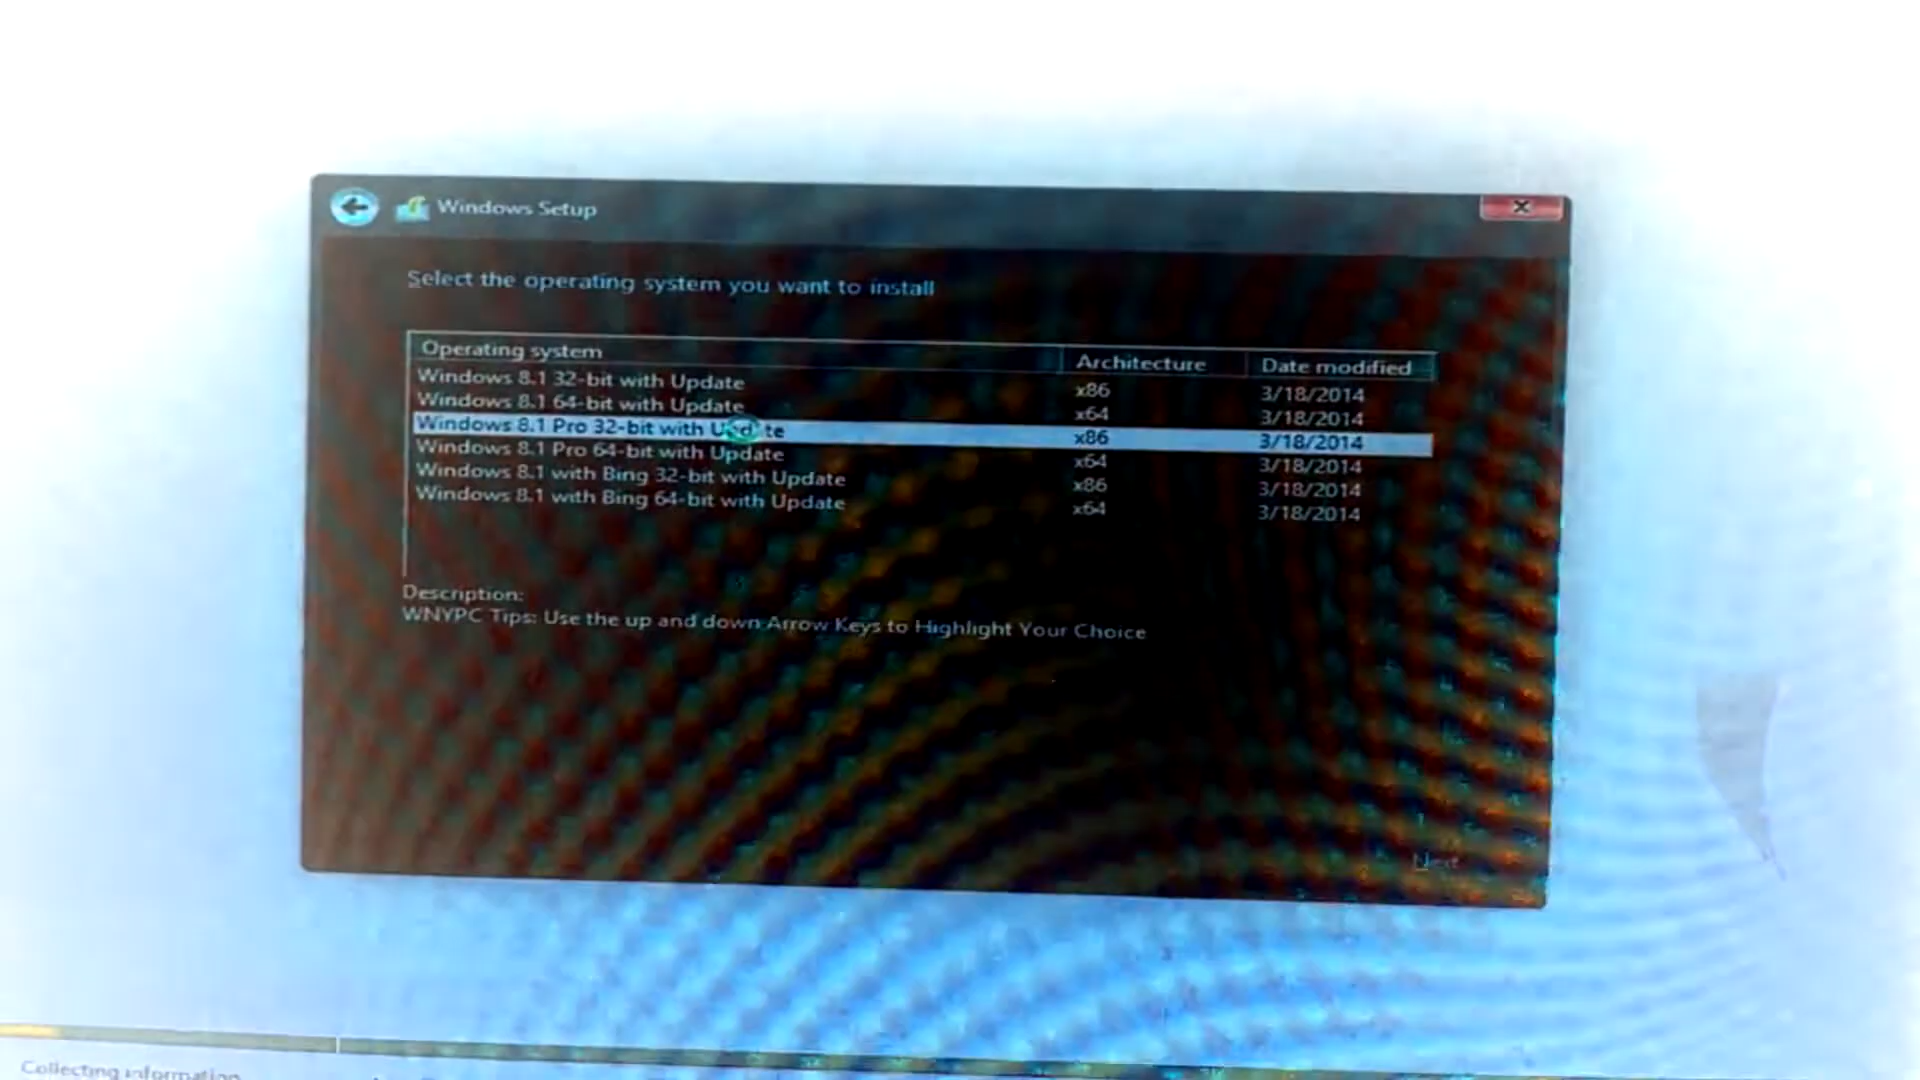 Windows Setup
Select the operating system you want to install
Operating system Architecture Date modified
Windows 8.1 32-bit with Update x86 3/18/2014
Windows 8.1 64-bit with Update x64 3/18/2014
Windows 8.1 Pro 32-bit with Update x86 3/18/2014
Windows 8.1 Pro 64-bit with Update x64 3/18/2014
Windows 8.1 with Bing 32-bit with Update x86 3/18/2014
Windows 8.1 with Bing 64-bit with Update x64 3/18/2014
Description:
WNYPC Tips: Use the up and down Arrow Keys to Highlight Your Choice
Next
Collecting information